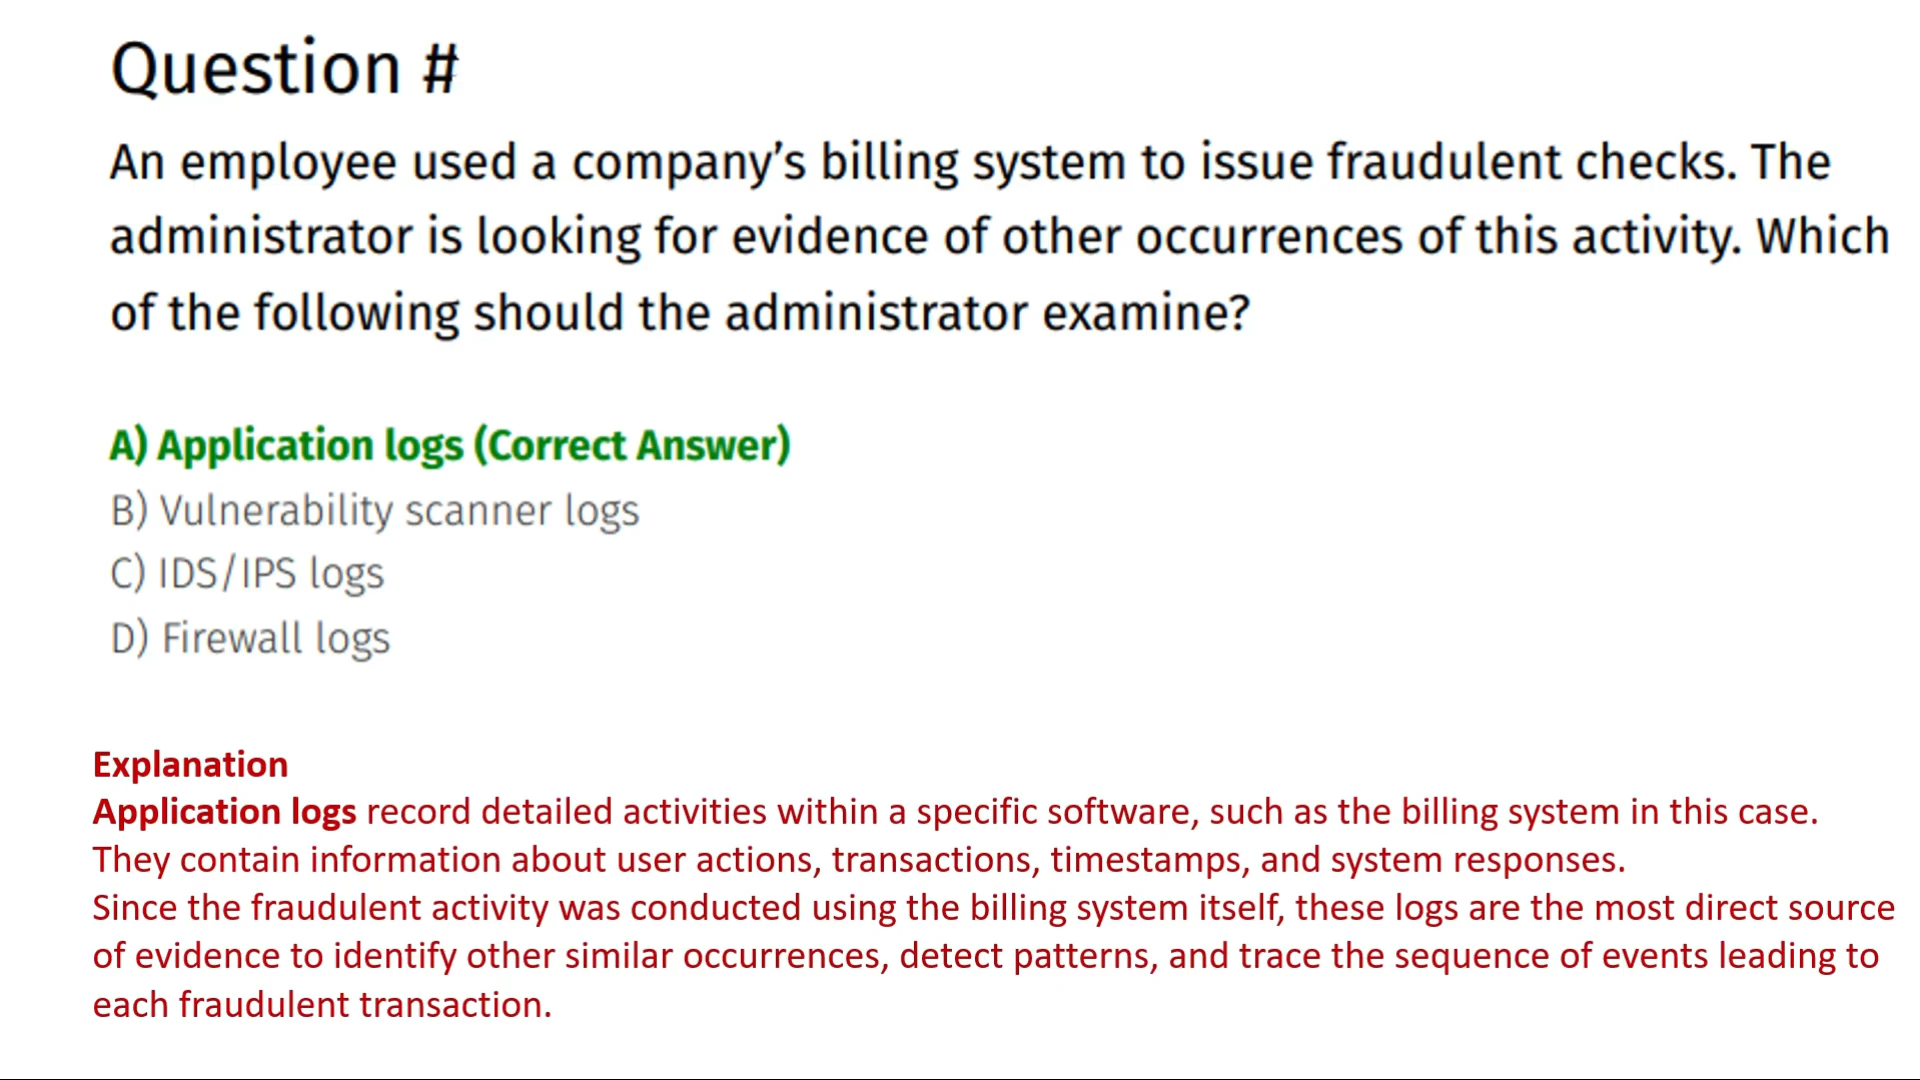 Question #
An employee used a company’s billing system to issue fraudulent checks. The
administrator is looking for evidence of other occurrences of this activity. Which
of the following should the administrator examine?
A) Application logs (Correct Answer)
B) Vulnerability scanner logs
C) IDS/IPS logs
D) Firewall logs
Explanation
Application logs record detailed activities within a specific software, such as the billing system in this case.
They contain information about user actions, transactions, timestamps, and system responses.
Since the fraudulent activity was conducted using the billing system itself, these logs are the most direct source
of evidence to identify other similar occurrences, detect patterns, and trace the sequence of events leading to
each fraudulent transaction.